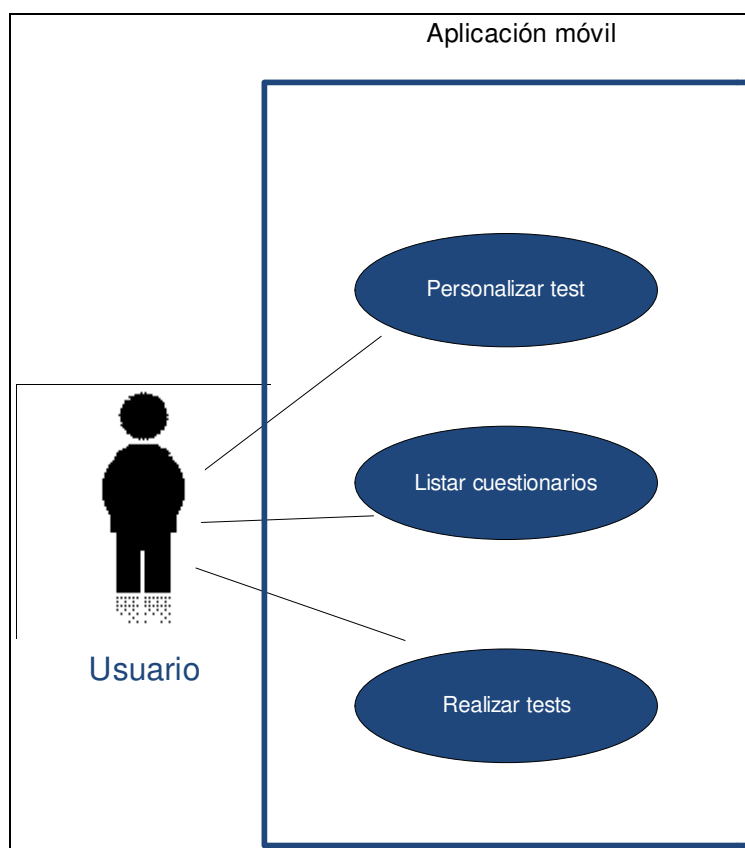 Aplicación móvil
Personalizar test
Listar cuestionarios
Usuario
Realizar tests